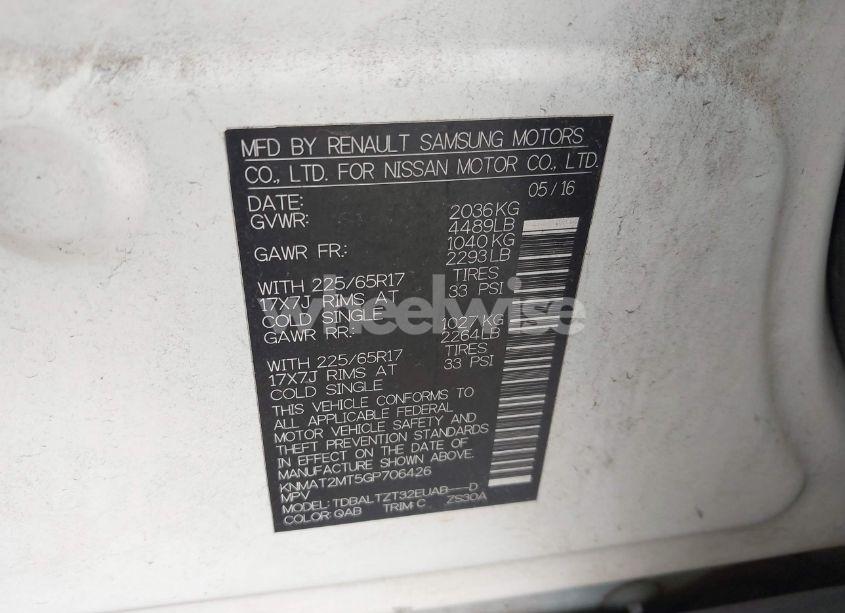 MFD BY RENAULT SAMSUNG MOTORS
CO., LTD. FOR NISSAN MOTOR CO., LTD.
DATE: 05 / 16
GVWR: 2036 KG
4489 LB
GAWR FR.: 1040 KG
2293 LB
WITH 225/65R17 TIRES
17X7J RIMS AT 33 PSI
COLD SINGLE
GAWR RR.: 1027 KG
2264 LB
WITH 225/65R17 TIRES
17X7J RIMS AT 33 PSI
COLD SINGLE
THIS VEHICLE CONFORMS TO
ALL APPLICABLE FEDERAL
MOTOR VEHICLE SAFETY AND
THEFT PREVENTION STANDARDS
IN EFFECT ON THE DATE OF
MANUFACTURE SHOWN ABOVE.
KNMAT2MT5GP706426
MPV
MODEL: TDBALTZT32EUAB---D
COLOR: QAB TRIM: C ZS30A
wheelwise